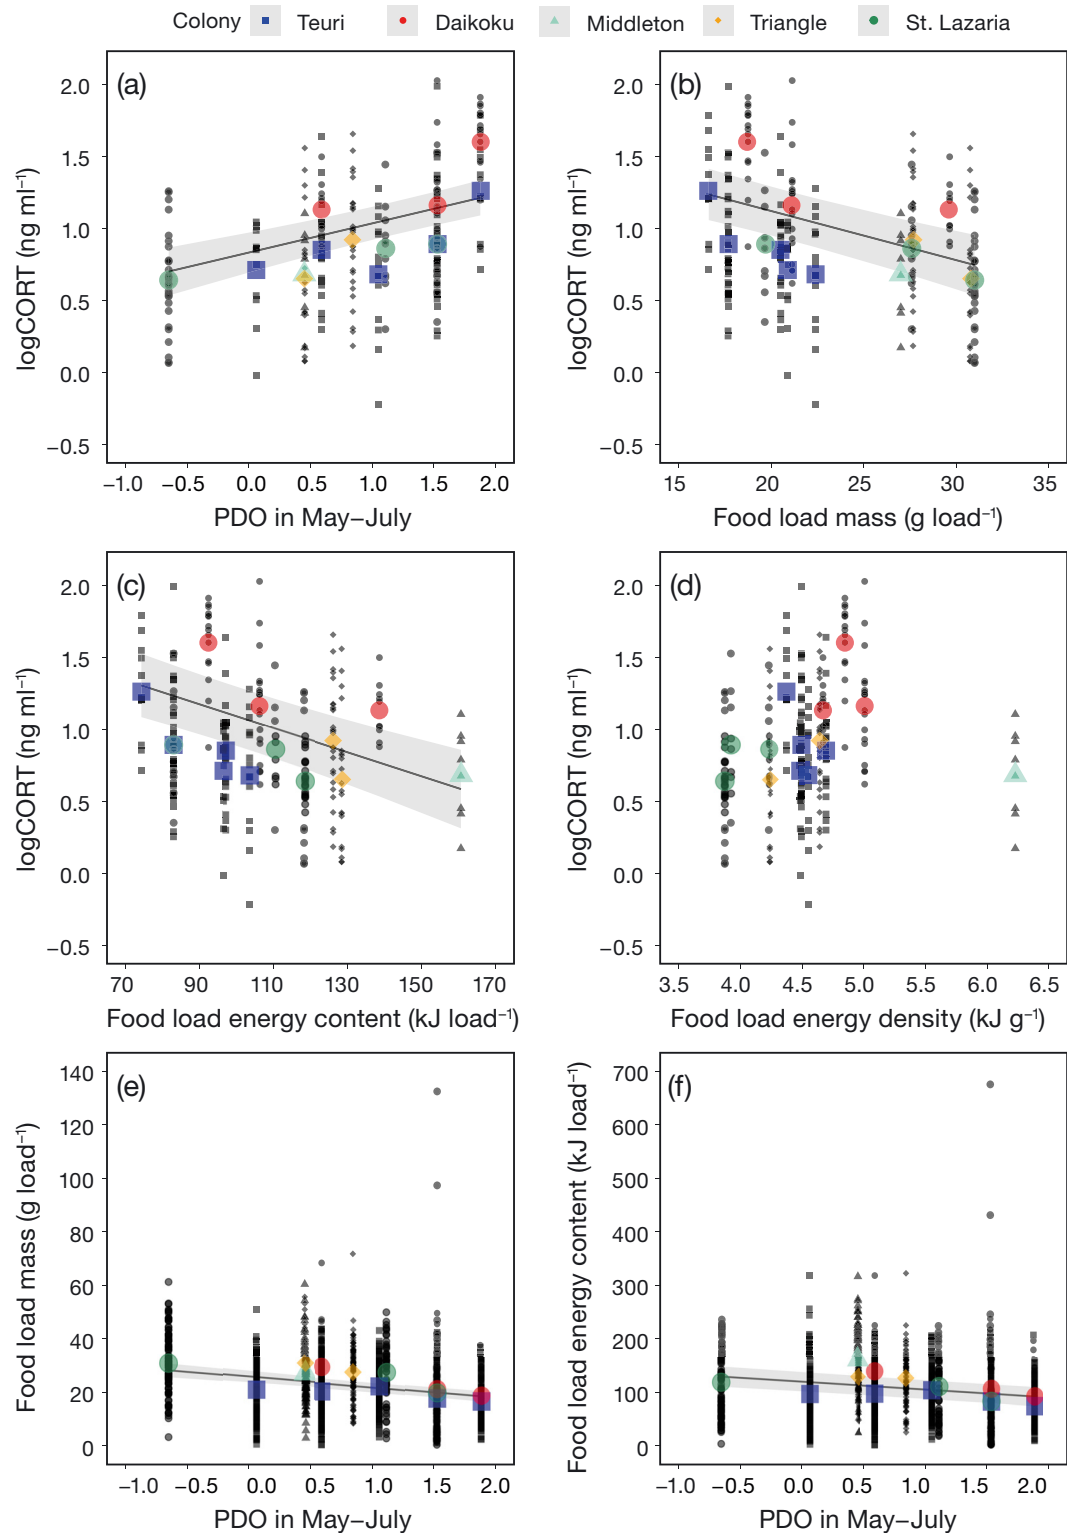 Colony Teuri Daikoku Middleton Triangle St. Lazaria
(a)
2.0
1.5
1.0
0.5
0.0
−0.5
logCORT (ng ml⁻¹)
−1.0 −0.5 0.0 0.5 1.0 1.5 2.0
PDO in May–July
(b)
2.0
1.5
1.0
0.5
0.0
−0.5
logCORT (ng ml⁻¹)
15 20 25 30 35
Food load mass (g load⁻¹)
(c)
2.0
1.5
1.0
0.5
0.0
−0.5
logCORT (ng ml⁻¹)
70 90 110 130 150 170
Food load energy content (kJ load⁻¹)
(d)
2.0
1.5
1.0
0.5
0.0
−0.5
logCORT (ng ml⁻¹)
3.5 4.0 4.5 5.0 5.5 6.0 6.5
Food load energy density (kJ g⁻¹)
(e)
140
120
100
80
60
40
20
0
Food load mass (g load⁻¹)
−1.0 −0.5 0.0 0.5 1.0 1.5 2.0
PDO in May–July
(f)
700
600
500
400
300
200
100
0
Food load energy content (kJ load⁻¹)
−1.0 −0.5 0.0 0.5 1.0 1.5 2.0
PDO in May–July